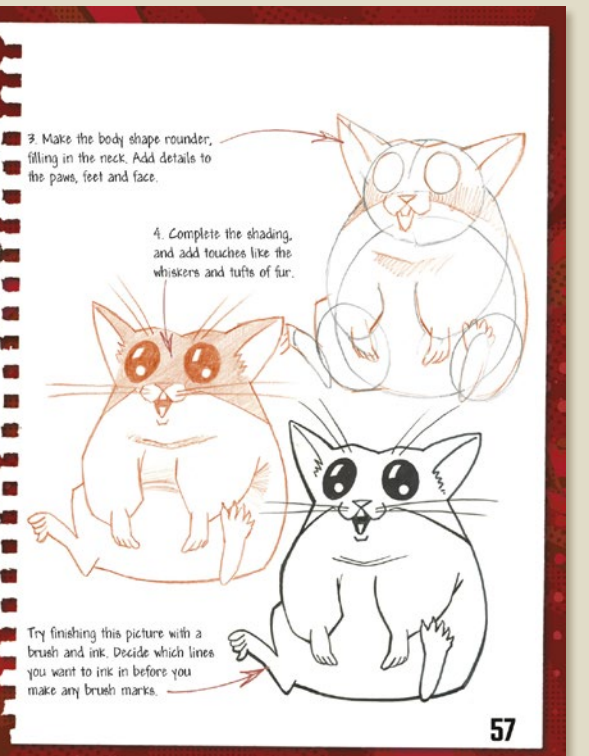 3. Make the body shape rounder,
filling in the neck. Add details to
the paws, feet and face.
4. Complete the shading,
and add touches like the
whiskers and tufts of fur.
Try finishing this picture with a
brush and ink. Decide which lines
you want to ink in before you
make any brush marks.
57